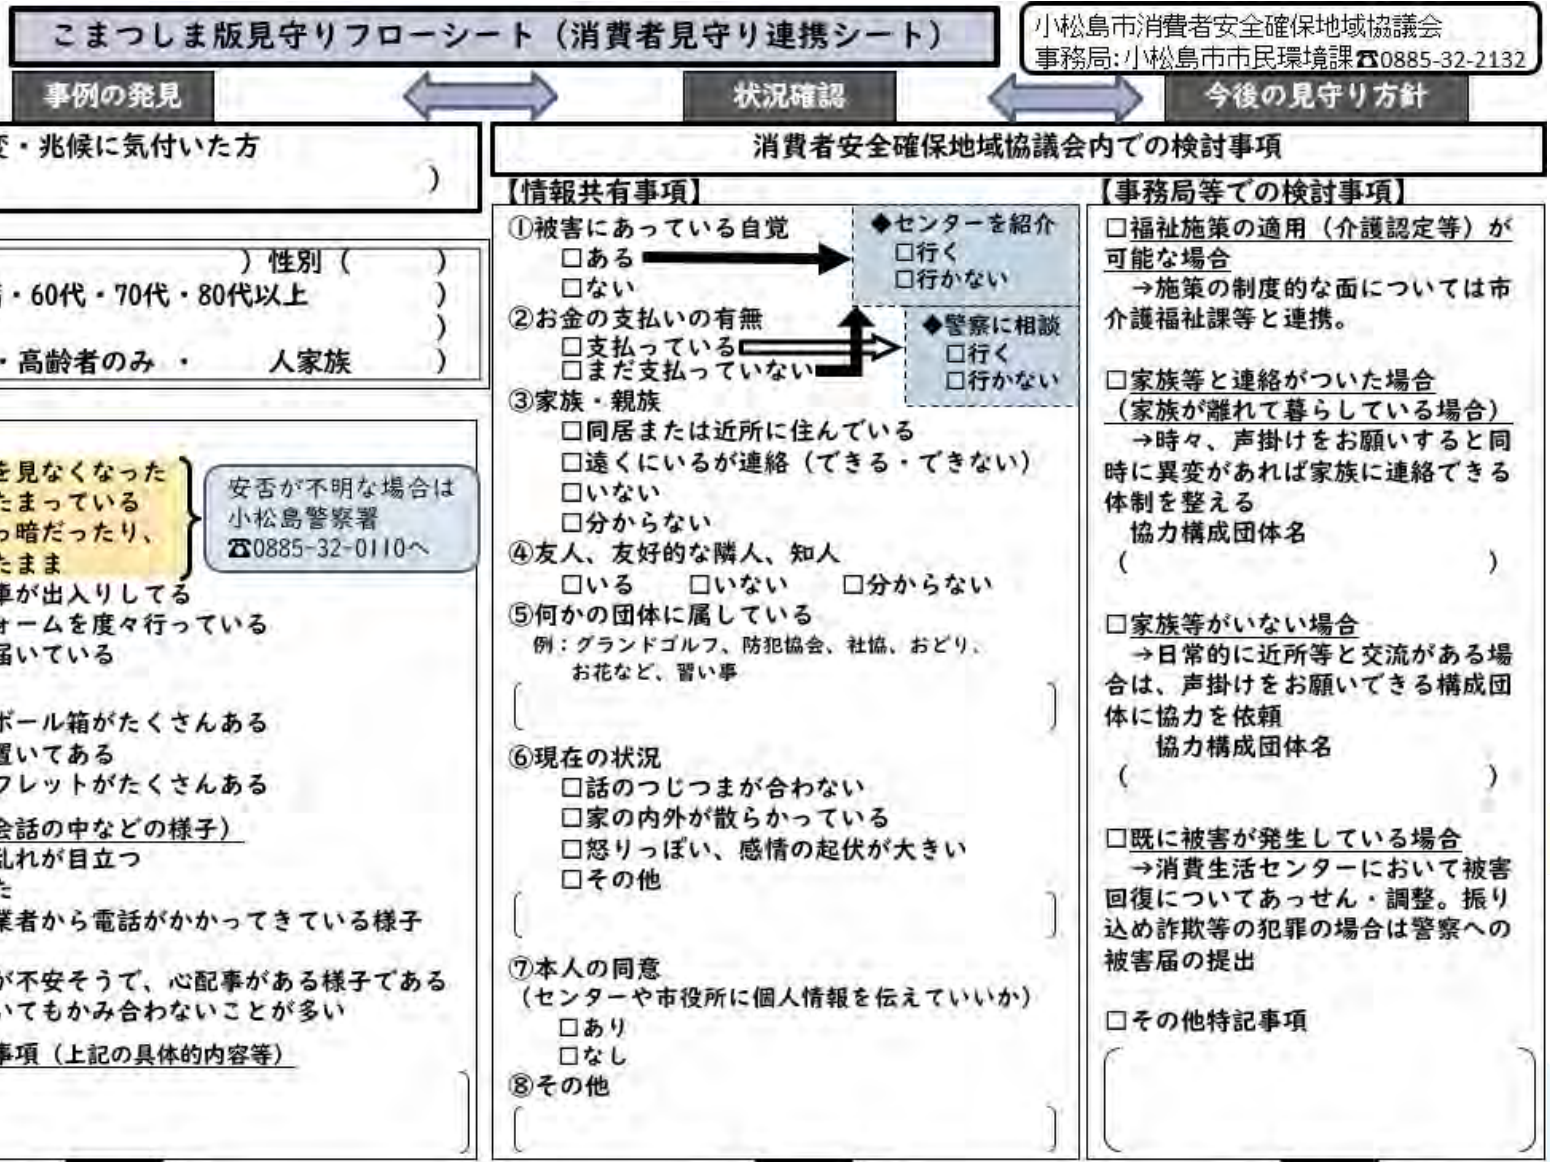 こまつしま版見守りフローシート（消費者見守り連携シート）
小松島市消費者安全確保地域協議会
事務局:小松島市市民環境課☎0885-32-2132
事例の発見
状況確認
今後の見守り方針
変・兆候に気付いた方
）
）性別（　　　）
・60代・70代・80代以上　　　）
）
・高齢者のみ ・　　人家族　　）
を見なくなった
たまっている
っ暗だったり、
たまま
安否が不明な場合は
小松島警察署
☎0885-32-0110へ
車が出入りしてる
ォームを度々行っている
届いている
ボール箱がたくさんある
置いてある
フレットがたくさんある
会話の中などの様子）
乱れが目立つ
た
業者から電話がかかってきている様子
が不安そうで、心配事がある様子である
いてもかみ合わないことが多い
事項（上記の具体的内容等）
消費者安全確保地域協議会内での検討事項
【情報共有事項】
①被害にあっている自覚
□ある
□ない
◆センターを紹介
□行く
□行かない
②お金の支払いの有無
□支払っている
□まだ支払っていない
◆警察に相談
□行く
□行かない
③家族・親族
□同居または近所に住んでいる
□遠くにいるが連絡（できる・できない）
□いない
□分からない
④友人、友好的な隣人、知人
□いる　□いない　□分からない
⑤何かの団体に属している
例：グランドゴルフ、防犯協会、社協、おどり、
お花など、習い事
⑥現在の状況
□話のつじつまが合わない
□家の内外が散らかっている
□怒りっぽい、感情の起伏が大きい
□その他
⑦本人の同意
（センターや市役所に個人情報を伝えていいか）
□あり
□なし
⑧その他
【事務局等での検討事項】
□福祉施策の適用（介護認定等）が
可能な場合
→施策の制度的な面については市
介護福祉課等と連携。
□家族等と連絡がついた場合
（家族が離れて暮らしている場合）
→時々、声掛けをお願いすると同
時に異変があれば家族に連絡できる
体制を整える
協力構成団体名
（　　　　　　　　）
□家族等がいない場合
→日常的に近所等と交流がある場
合は、声掛けをお願いできる構成団
体に協力を依頼
協力構成団体名
（　　　　　　　　）
□既に被害が発生している場合
→消費生活センターにおいて被害
回復についてあっせん・調整。振り
込め詐欺等の犯罪の場合は警察への
被害届の提出
□その他特記事項